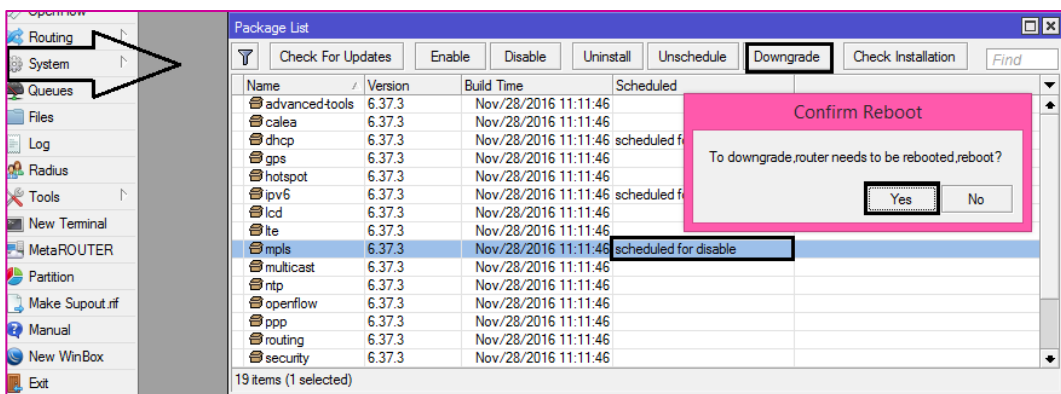 OpenFlow
Routing
System
Queues
Files
Log
Radius
Tools
New Terminal
MetaROUTER
Partition
Make Supout.rif
Manual
New WinBox
Exit
Package List
Check For Updates Enable Disable Uninstall Unschedule Downgrade Check Installation Find
Name Version Build Time Scheduled
advanced-tools 6.37.3 Nov/28/2016 11:11:46
calea 6.37.3 Nov/28/2016 11:11:46
dhcp 6.37.3 Nov/28/2016 11:11:46 scheduled
gps 6.37.3 Nov/28/2016 11:11:46
hotspot 6.37.3 Nov/28/2016 11:11:46
ipv6 6.37.3 Nov/28/2016 11:11:46 scheduled
lcd 6.37.3 Nov/28/2016 11:11:46
lte 6.37.3 Nov/28/2016 11:11:46
mpls 6.37.3 Nov/28/2016 11:11:46 scheduled for disable
multicast 6.37.3 Nov/28/2016 11:11:46
ntp 6.37.3 Nov/28/2016 11:11:46
openflow 6.37.3 Nov/28/2016 11:11:46
ppp 6.37.3 Nov/28/2016 11:11:46
routing 6.37.3 Nov/28/2016 11:11:46
security 6.37.3 Nov/28/2016 11:11:46
19 items (1 selected)
Confirm Reboot
To downgrade,router needs to be rebooted,reboot?
Yes No